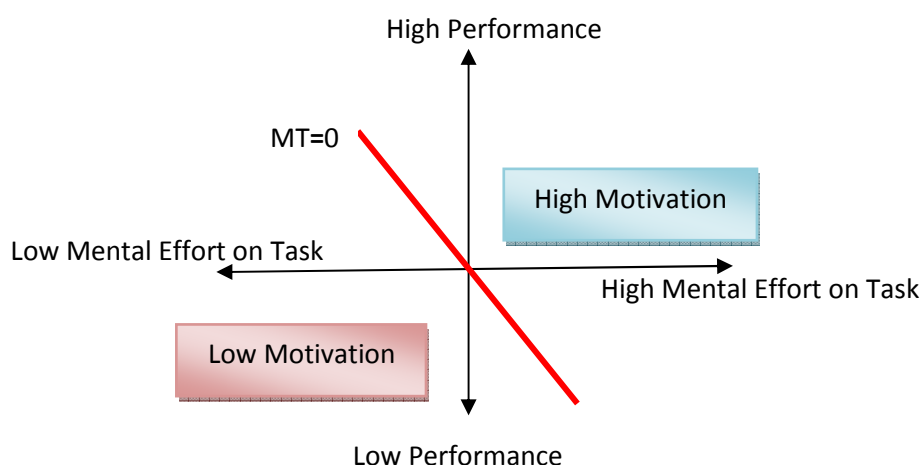 High Performance
MT=0
High Motivation
Low Mental Effort on Task
High Mental Effort on Task
Low Motivation
Low Performance